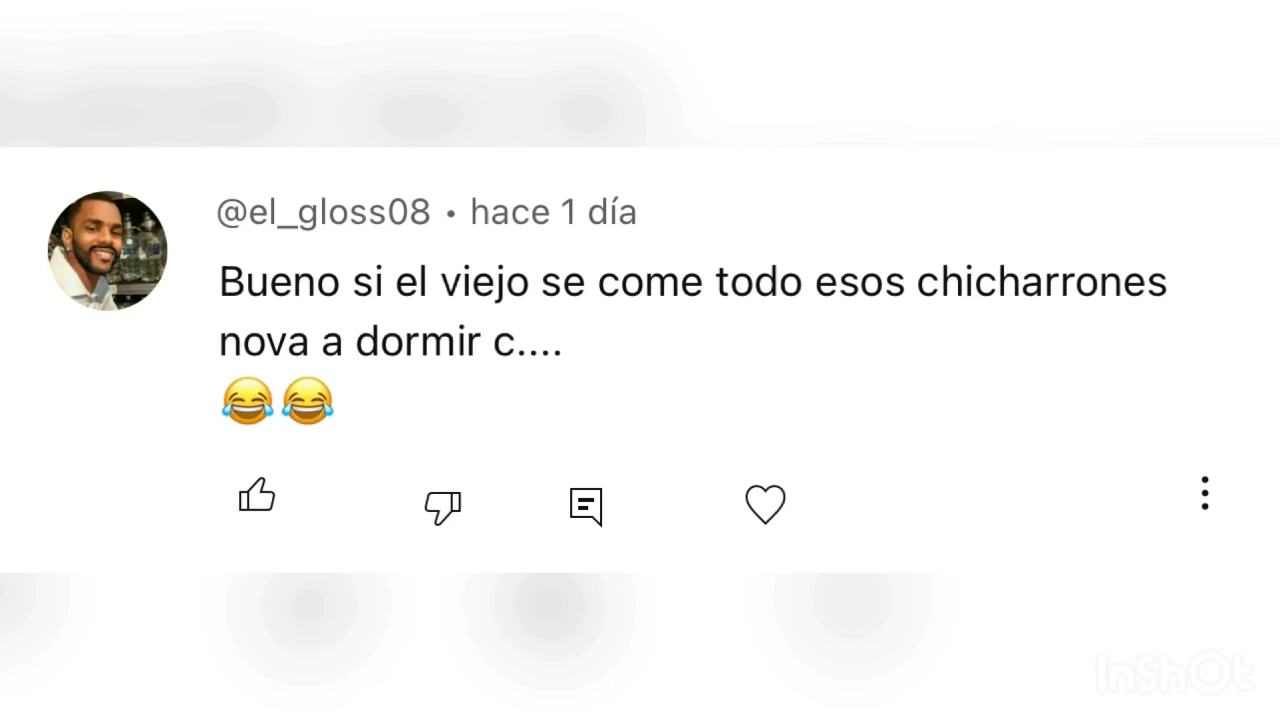 @el_gloss08 • hace 1 día
Bueno si el viejo se come todo esos chicharrones
nova a dormir c....
😂😂
InShOt